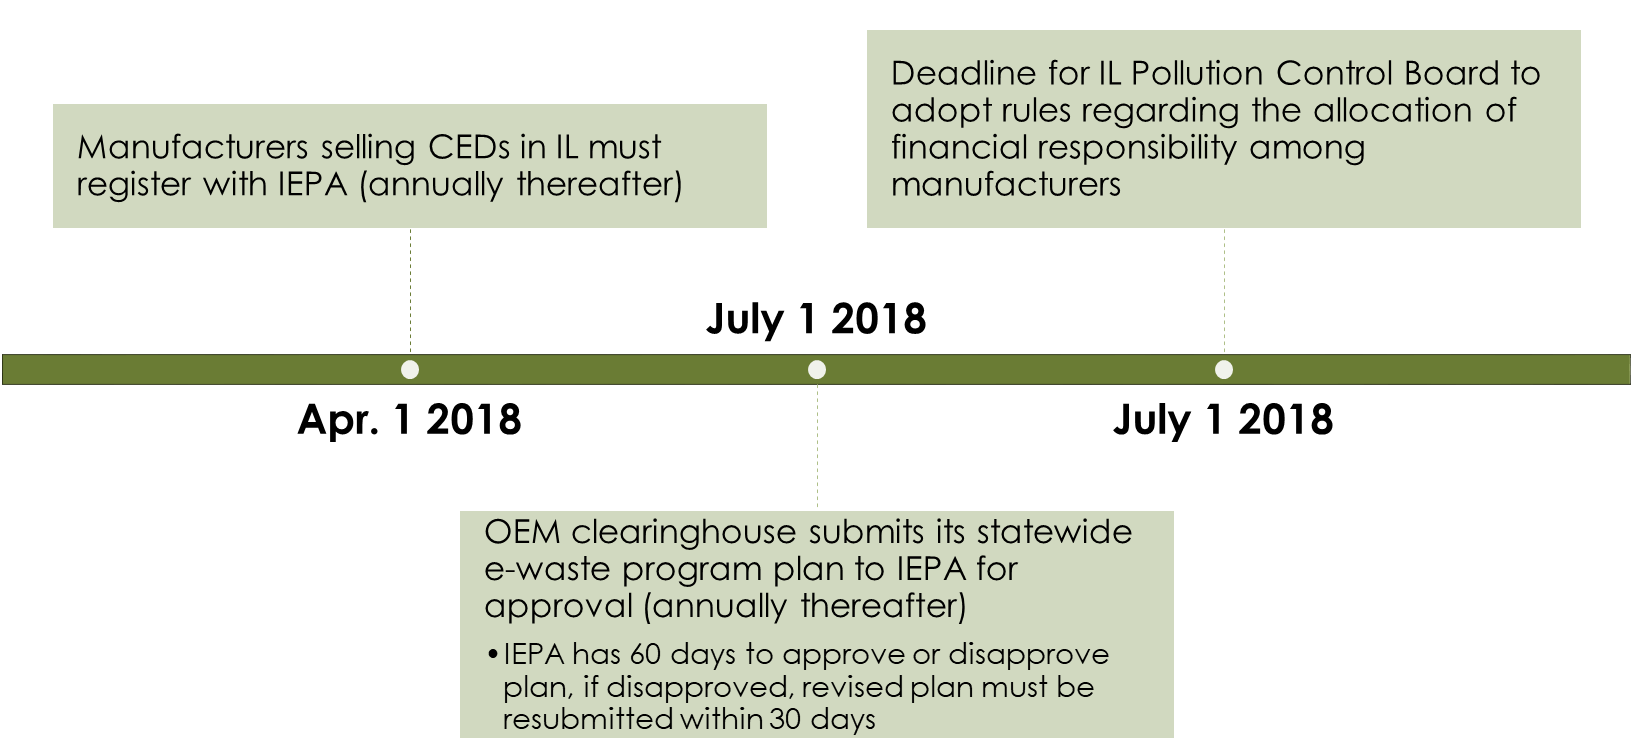 Manufacturers selling CEDs in IL must
register with IEPA (annually thereafter)
Deadline for IL Pollution Control Board to
adopt rules regarding the allocation of
financial responsibility among
manufacturers
July 1 2018
Apr. 1 2018
July 1 2018
OEM clearinghouse submits its statewide
e-waste program plan to IEPA for
approval (annually thereafter)
•IEPA has 60 days to approve or disapprove
plan, if disapproved, revised plan must be
resubmitted within 30 days